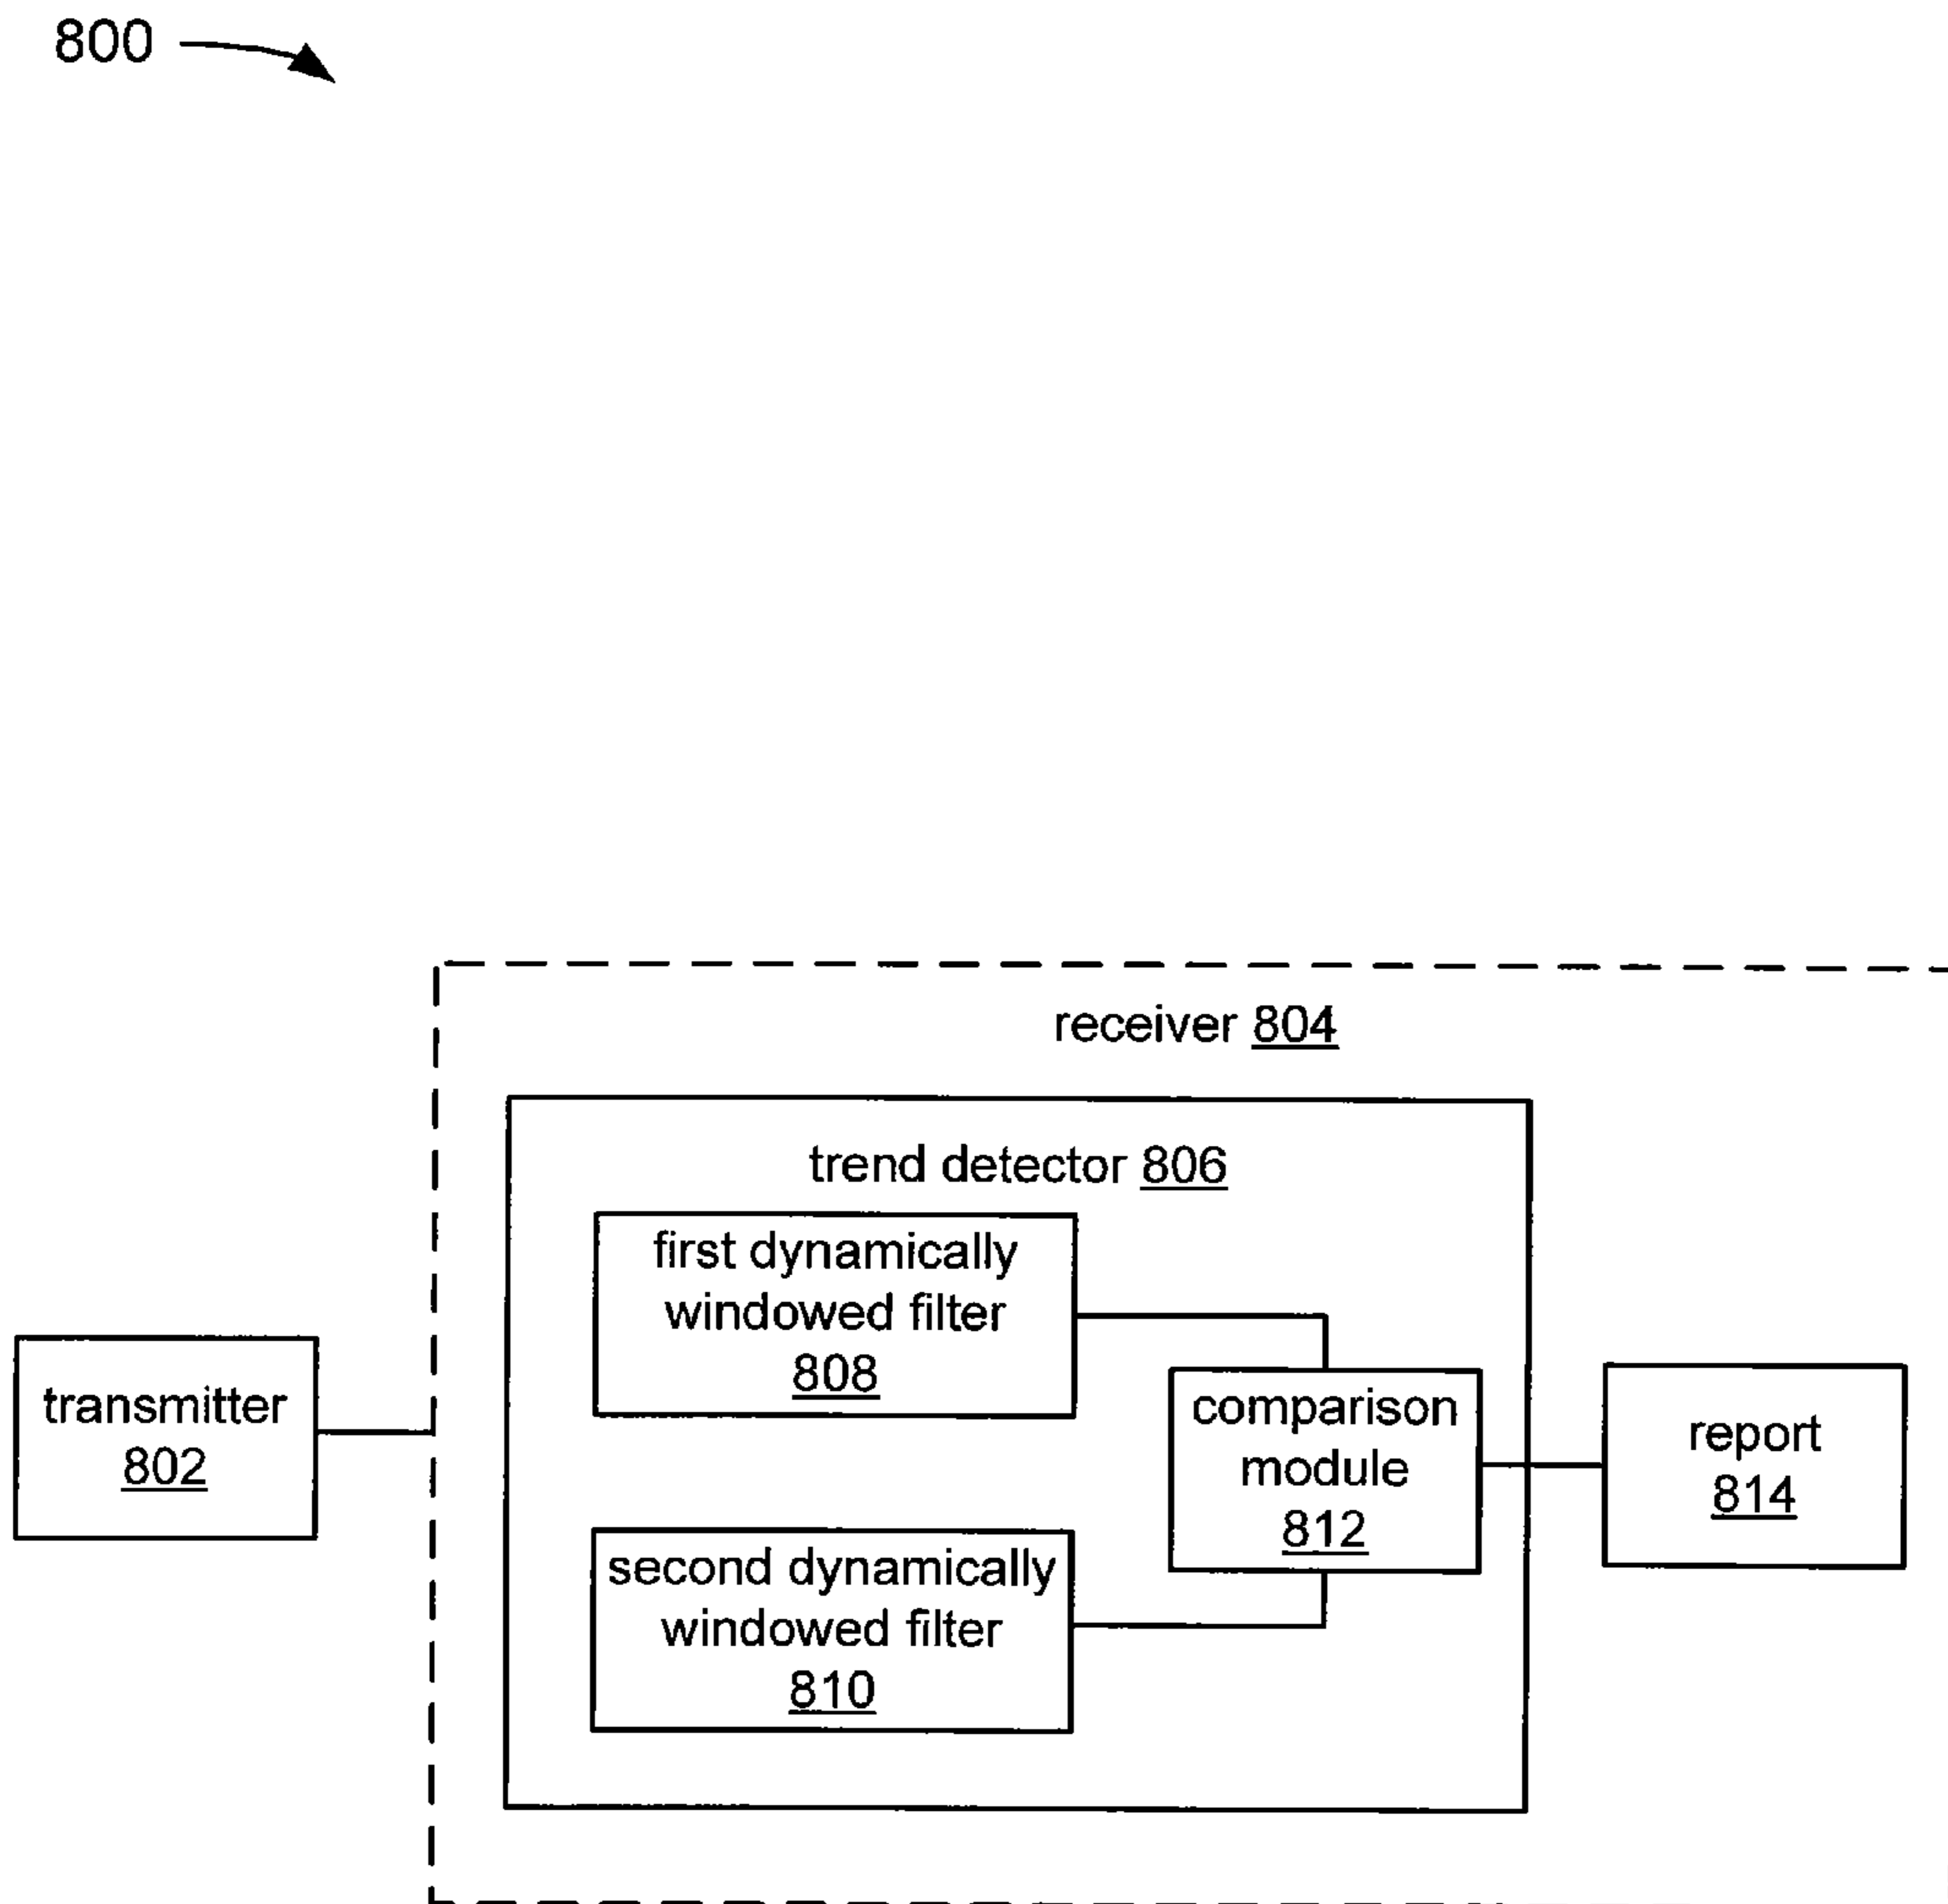 800
receiver 804
trend detector 806
first dynamically
windowed filter
808
transmitter
802
comparison
module
812
report
814
second dynamically
windowed filter
810